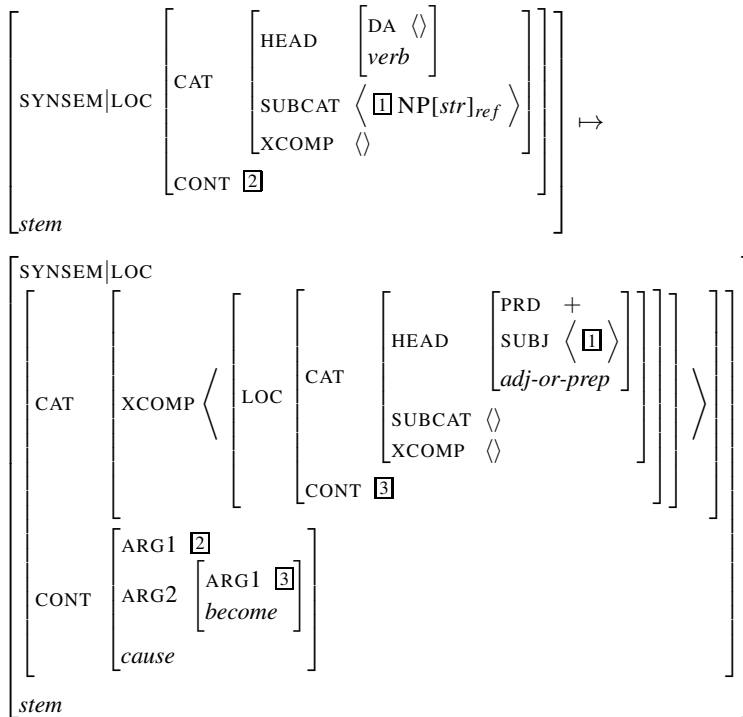 HEAD [DA ⟨⟩
verb]
CAT
SYNSEM|LOC
SUBCAT ⟨ [1] NP[str]ref ⟩ ↦
XCOMP ⟨⟩
CONT [2]
stem
SYNSEM|LOC
PRD +
HEAD
SUBJ ⟨ [1] ⟩
CAT
adj-or-prep
CAT XCOMP ⟨ LOC
SUBCAT ⟨⟩
XCOMP ⟨⟩
CONT [3]
ARG1 [2]
ARG1 [3]
CONT ARG2
become
cause
stem